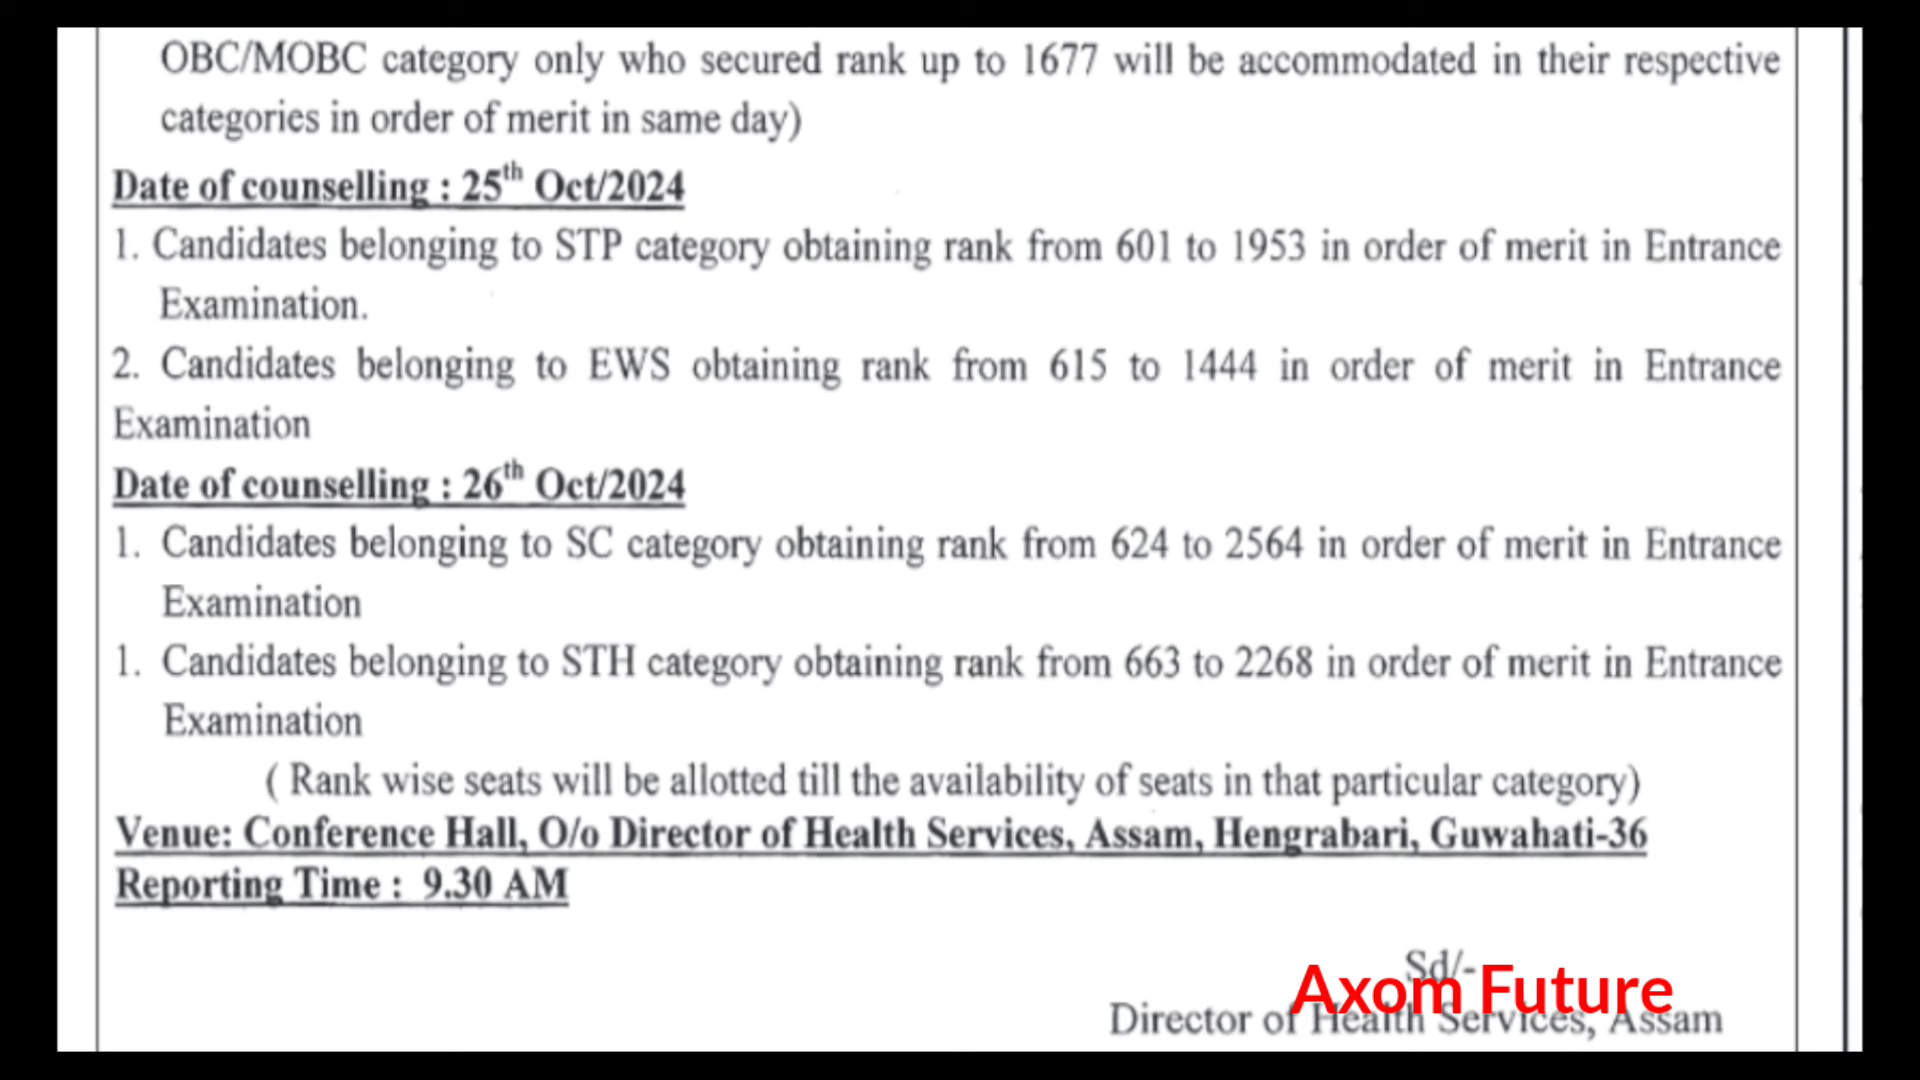 OBC/MOBC category only who secured rank up to 1677 will be accommodated in their respective
categories in order of merit in same day)
Date of counselling : 25th Oct/2024
1. Candidates belonging to STP category obtaining rank from 601 to 1953 in order of merit in Entrance
Examination.
2. Candidates belonging to EWS obtaining rank from 615 to 1444 in order of merit in Entrance
Examination
Date of counselling : 26th Oct/2024
1. Candidates belonging to SC category obtaining rank from 624 to 2564 in order of merit in Entrance
Examination
1. Candidates belonging to STH category obtaining rank from 663 to 2268 in order of merit in Entrance
Examination
( Rank wise seats will be allotted till the availability of seats in that particular category)
Venue: Conference Hall, O/o Director of Health Services, Assam, Hengrabari, Guwahati-36
Reporting Time : 9.30 AM
Sd/-
Axom Future
Director of Health Services, Assam